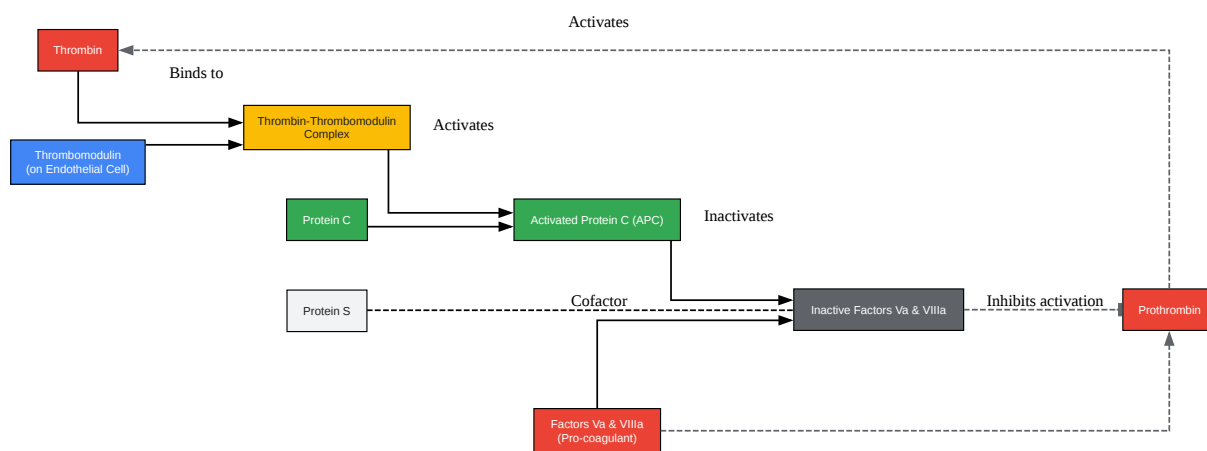 Activates
Thrombin
Binds to
Thrombin-Thrombomodulin
Complex
Activates
Thrombomodulin
(on Endothelial Cell)
Protein C
Activated Protein C (APC)
Inactivates
Protein S
Cofactor
Inactive Factors Va & VIIIa
Inhibits activation
Prothrombin
Factors Va & VIIIa
(Pro-coagulant)